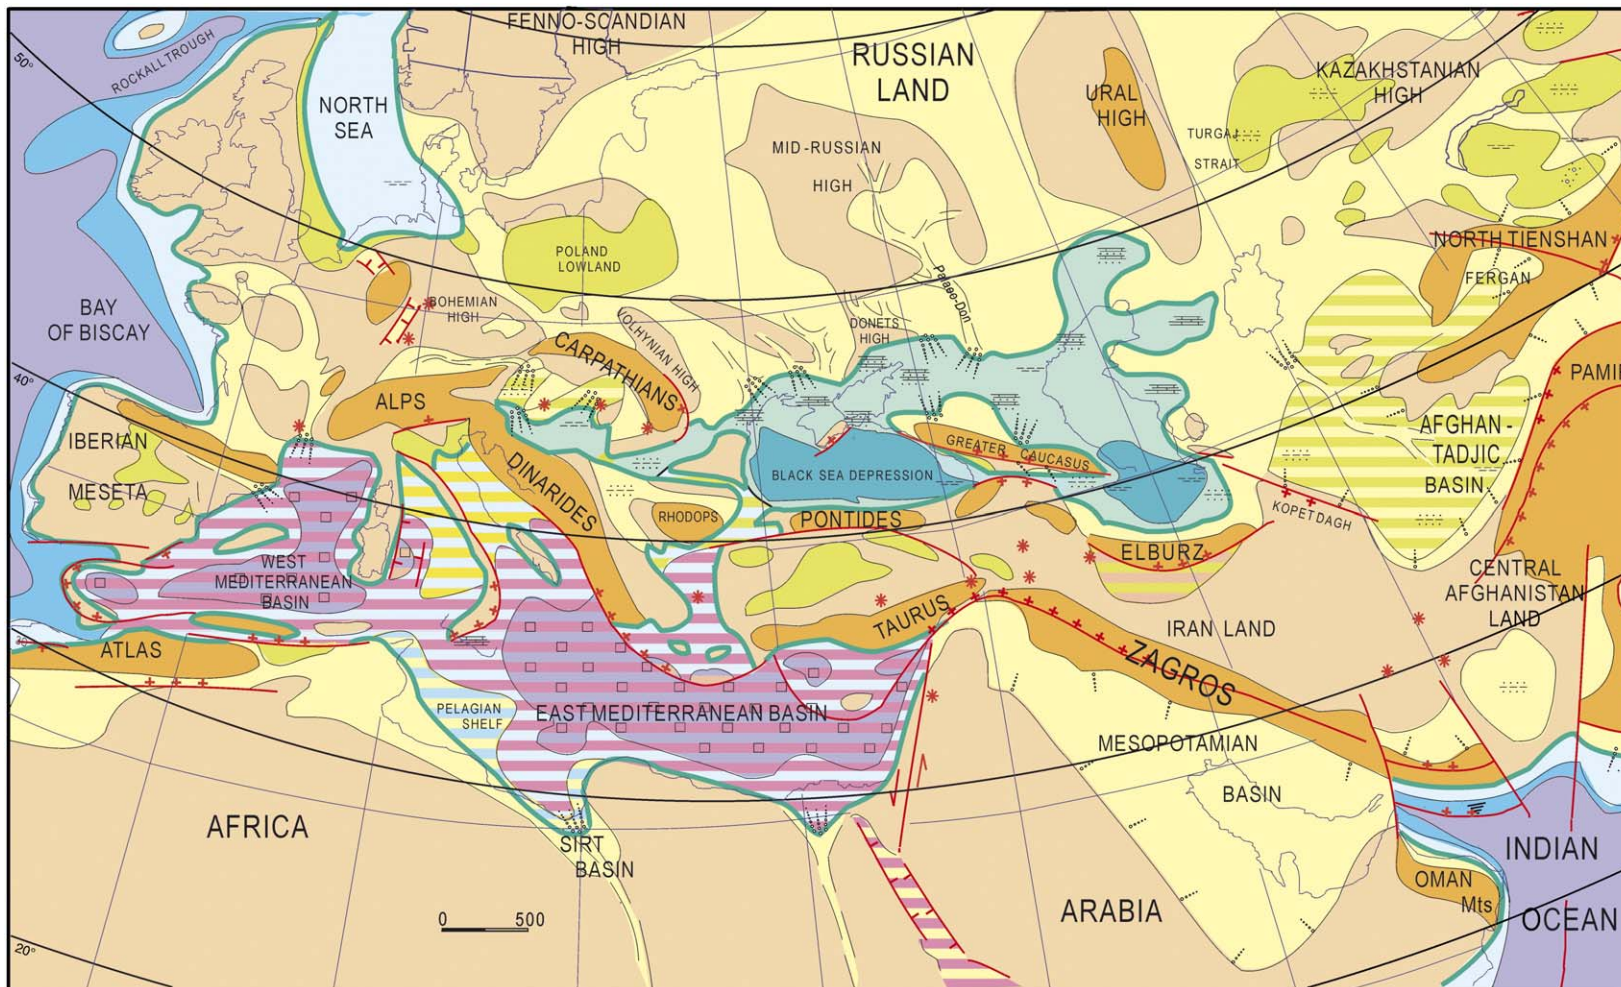 FENNO-SCANDIAN
HIGH
ROCKALL TROUGH
50°
NORTH
SEA
RUSSIAN
LAND
URAL
HIGH
KAZAKHSTANIAN
HIGH
TURGAJ
STRAIT
MID-RUSSIAN
HIGH
POLAND
LOWLAND
NORTH TIENSHAN
FERGAN
BAY
OF BISCAY
BOHEMIAN
HIGH
VOLHYNIAN HIGH
Palaeo-Don
DONETS
HIGH
CARPATHIANS
40°
ALPS
PAMIR
IBERIAN
MESETA
DINARIDES
BLACK SEA DEPRESSION
GREATER CAUCASUS
AFGHAN-
TADJIC
BASIN
RHODOPS
PONTIDES
KOPET DAGH
WEST
MEDITERRANEAN
BASIN
ELBURZ
CENTRAL
AFGHANISTAN
LAND
TAURUS
IRAN LAND
30
ATLAS
ZAGROS
PELAGIAN
SHELF
EAST MEDITERRANEAN BASIN
MESOPOTAMIAN
BASIN
AFRICA
SIRT
BASIN
INDIAN
OCEAN
OMAN
Mts
ARABIA
0 500
20°